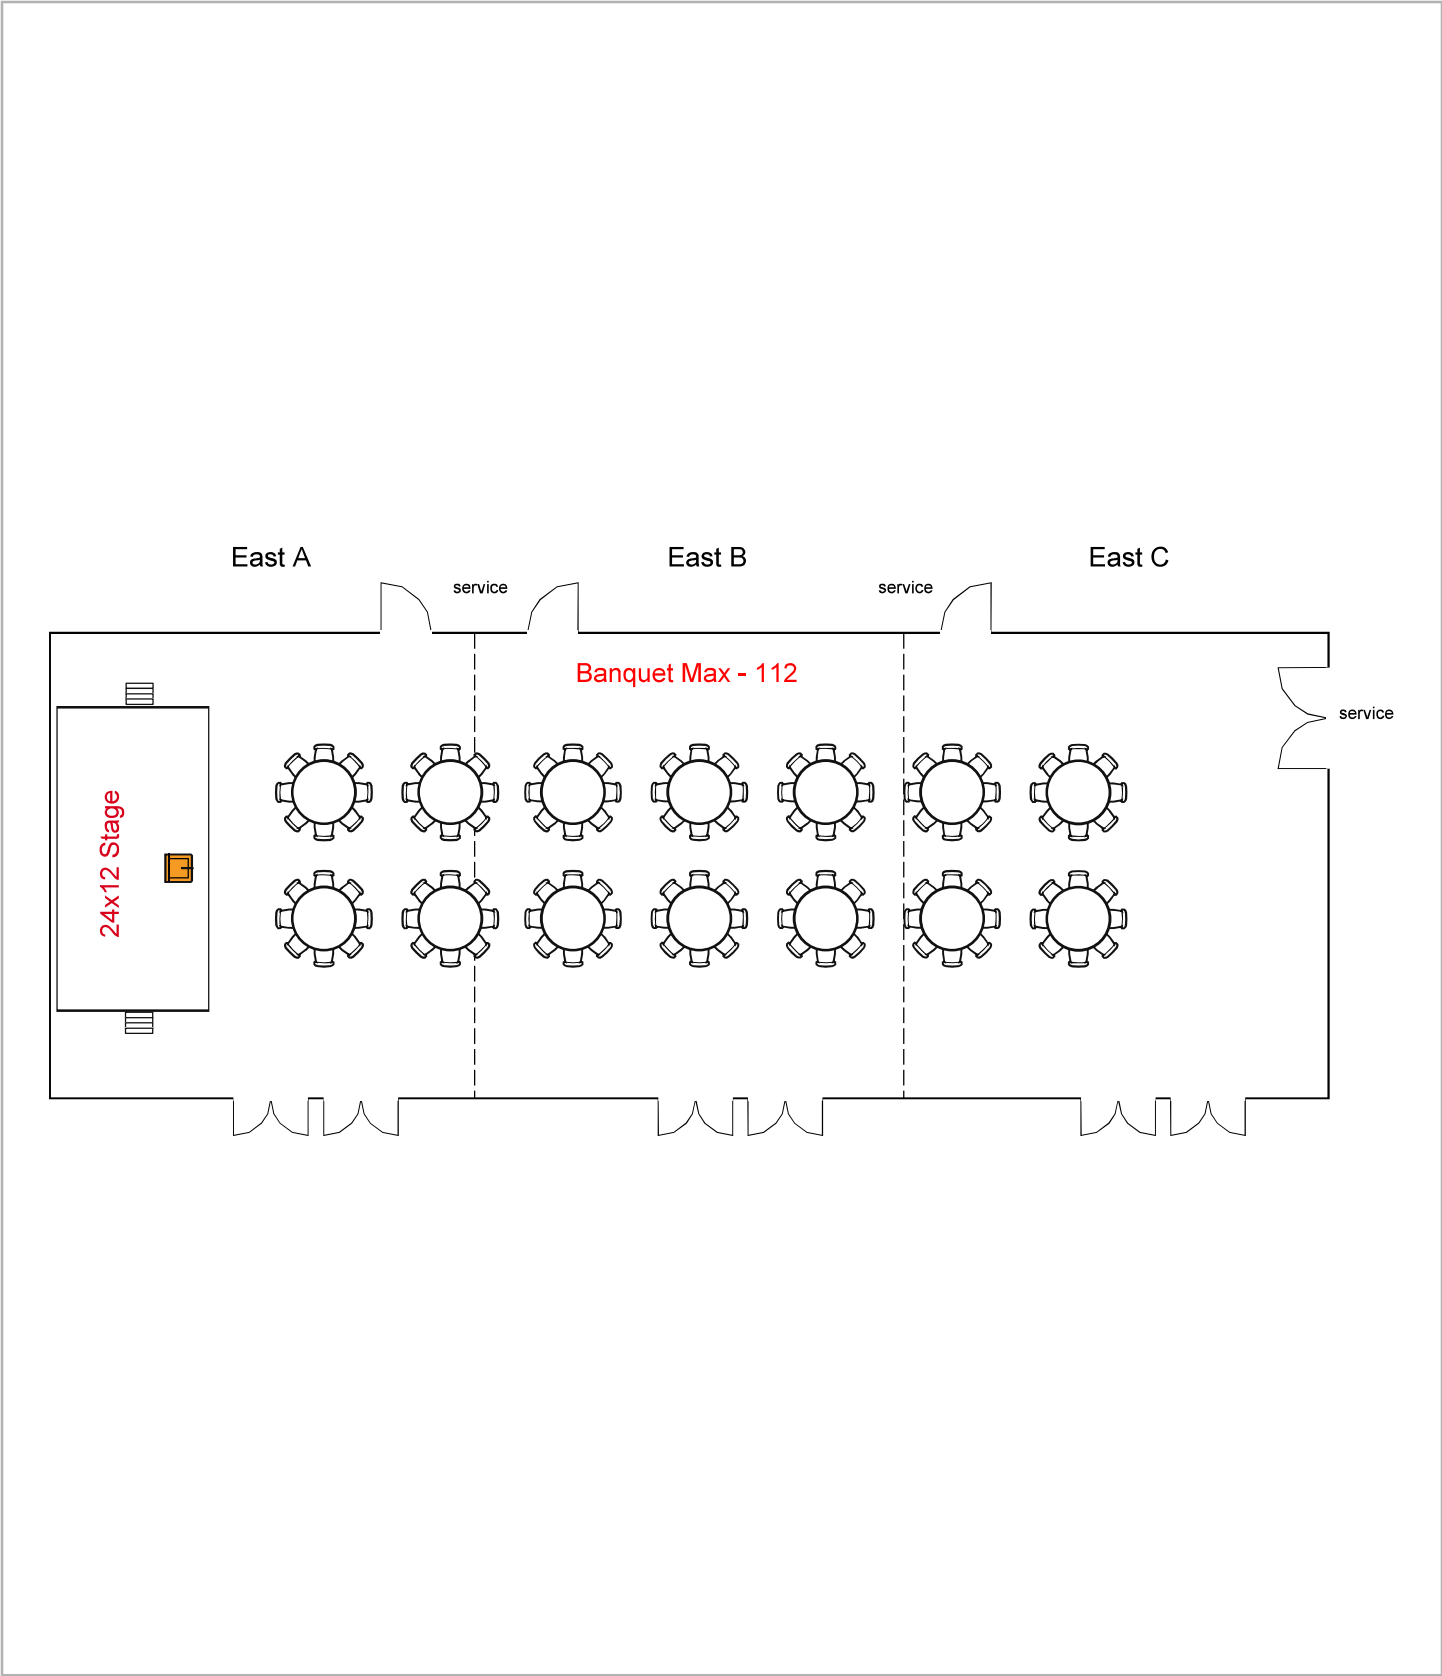 East A
East B
East C
service
service
Banquet Max - 112
service
24x12 Stage